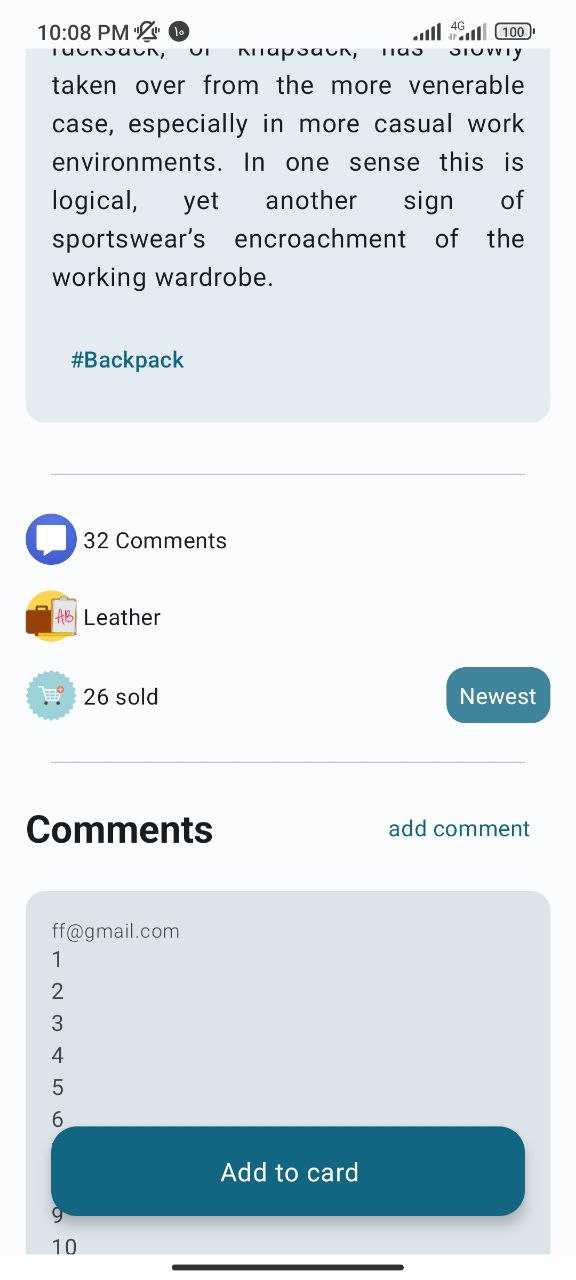 10:08 PM
۱۰
4G
100
rucksack, or knapsack, has slowly
taken over from the more venerable
case, especially in more casual work
environments. In one sense this is
logical, yet another sign of
sportswear’s encroachment of the
working wardrobe.
#Backpack
32 Comments
AB
Leather
26 sold
Newest
Comments
add comment
ff@gmail.com
1
2
3
4
5
6
Add to card
9
10